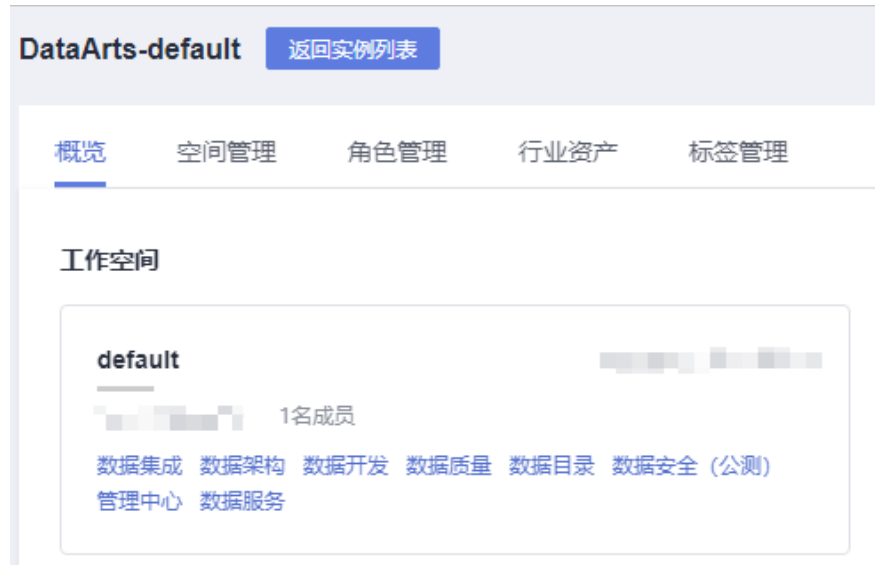 DataArts-default 返回实例列表
概览 空间管理 角色管理 行业资产 标签管理
工作空间
default
1名成员
数据集成 数据架构 数据开发 数据质量 数据目录 数据安全（公测）
管理中心 数据服务